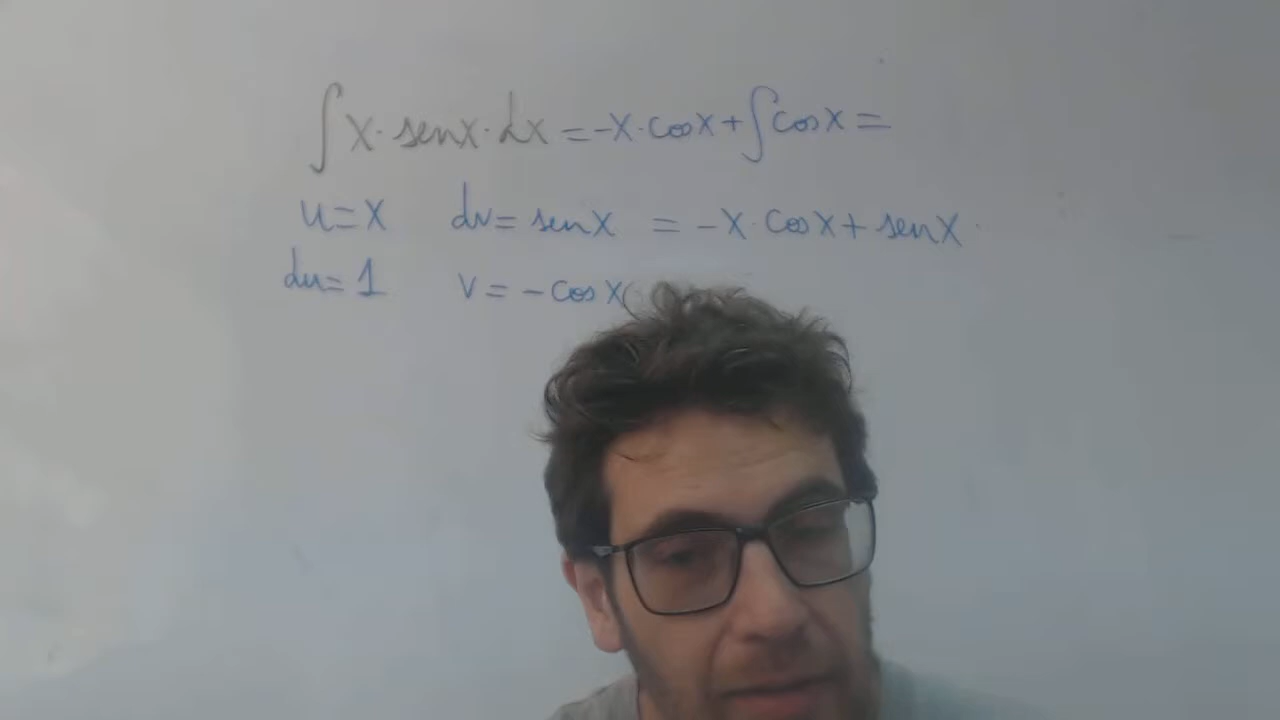 ∫x·senx·dx = -x·cosx + ∫cosx =
u = x dv = senx = -x·cosx + senx
du = 1 v = -cosx